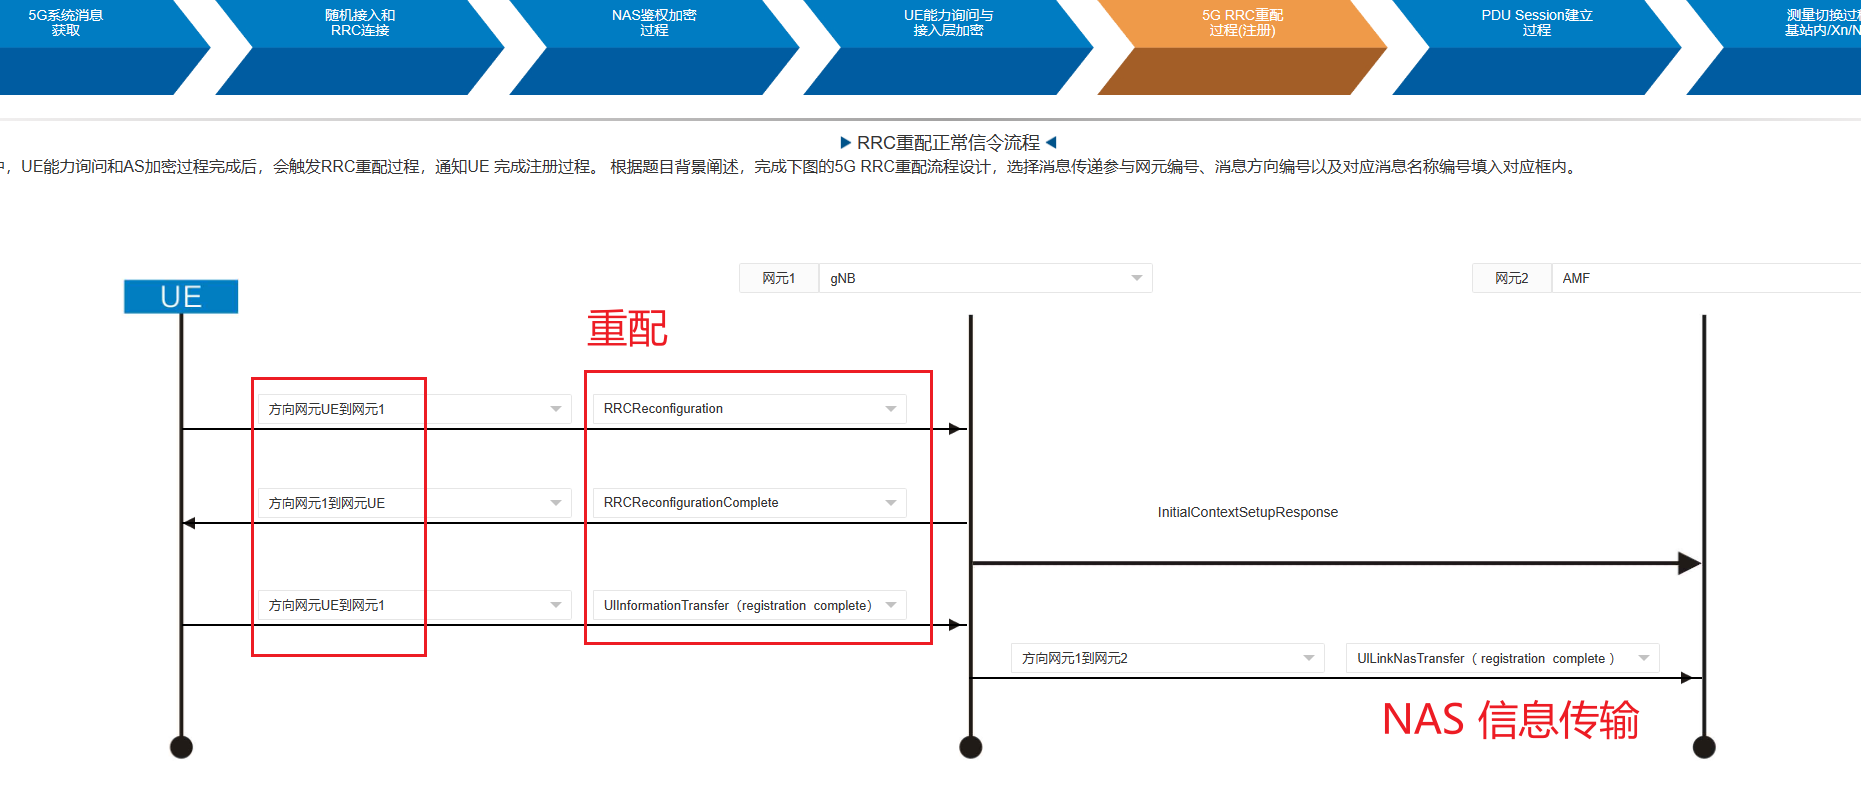 5G系统消息
获取
随机接入和
RRC连接
NAS鉴权加密
过程
UE能力询问与
接入层加密
5G RRC重配
过程(注册)
PDU Session建立
过程
测量切换过程
基站内/Xn/N
RRC重配正常信令流程
中，UE能力询问和AS加密过程完成后，会触发RRC重配过程，通知UE 完成注册过程。 根据题目背景阐述，完成下图的5G RRC重配流程设计，选择消息传递参与网元编号、消息方向编号以及对应消息名称编号填入对应框内。
网元1 gNB
网元2 AMF
UE
重配
方向网元UE到网元1 RRCReconfiguration
方向网元1到网元UE RRCReconfigurationComplete
InitialContextSetupResponse
方向网元UE到网元1 UlInformationTransfer（registration complete）
方向网元1到网元2 UlLinkNasTransfer（ registration complete ）
NAS 信息传输